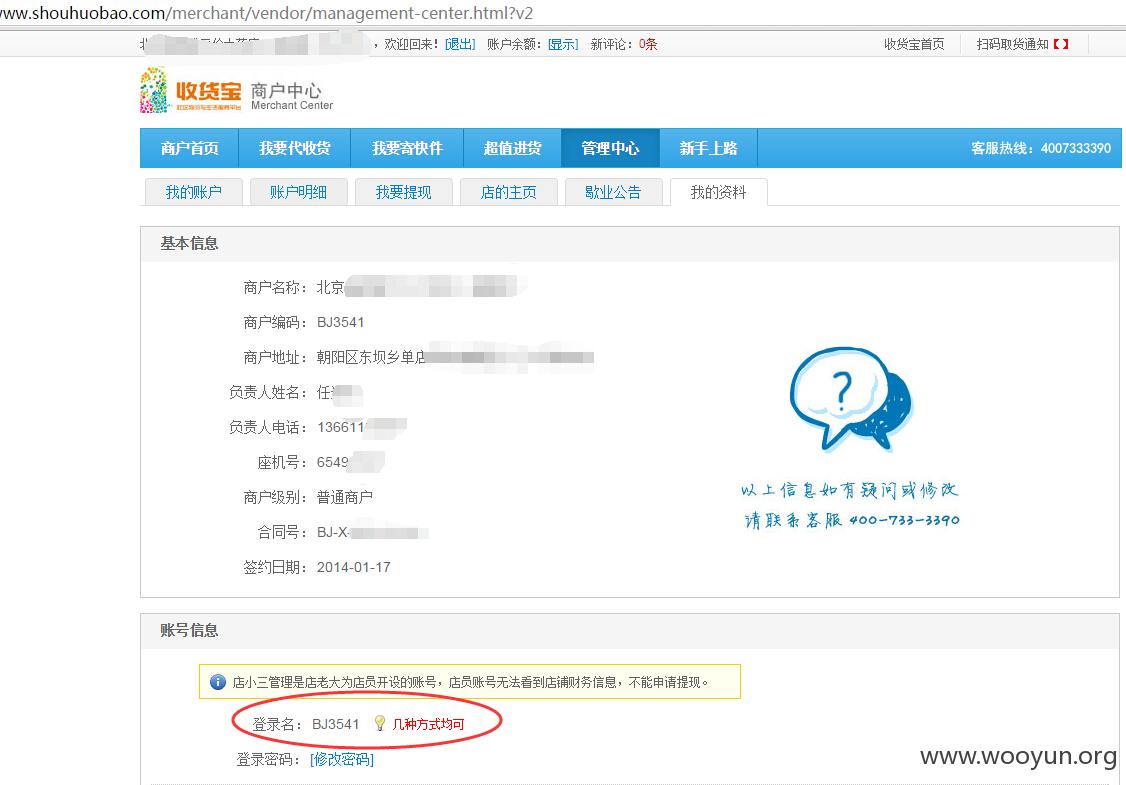 ww.shouhuobao.com/merchant/vendor/management-center.html?v2
，欢迎回来！ [退出] 账户余额：[显示] 新评论：0条 收货宝首页 扫码取货通知【】
收货宝 商户中心
Merchant Center
商户首页 我要代收货 我要寄快件 超值进货 管理中心 新手上路 客服热线：4007333390
我的账户 账户明细 我要提现 店的主页 歇业公告 我的资料
基本信息
商户名称：北京
商户编码：BJ3541
商户地址：朝阳区东坝乡单店
负责人姓名：任
负责人电话：136611
座机号：6549
商户级别：普通商户
合同号：BJ-X-
签约日期：2014-01-17
?
以上信息如有疑问或修改
请联系客服 400-733-3390
账号信息
店小三管理是店老大为店员开设的账号，店员账号无法看到店铺财务信息，不能申请提现。
登录名：BJ3541 几种方式均可
登录密码：[修改密码]
www.wooyun.org